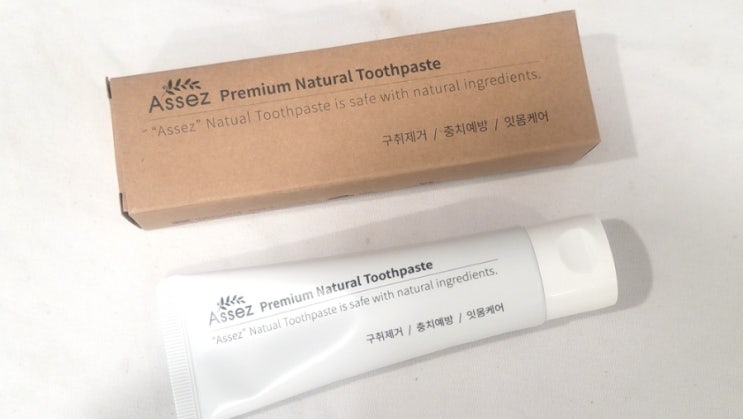 Assez Premium Natural Toothpaste
- "Assez" Natual Toothpaste is safe with natural ingredients.
구취제거 / 충치예방 / 잇몸케어
Assez Premium Natural Toothpaste
"Assez" Natual Toothpaste is safe with natural ingredients.
구취제거 / 충치예방 / 잇몸케어